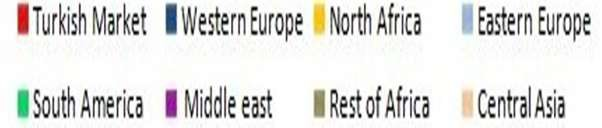 Turkish Market Western Europe North Africa Eastern Europe
South America Middle east Rest of Africa Central Asia